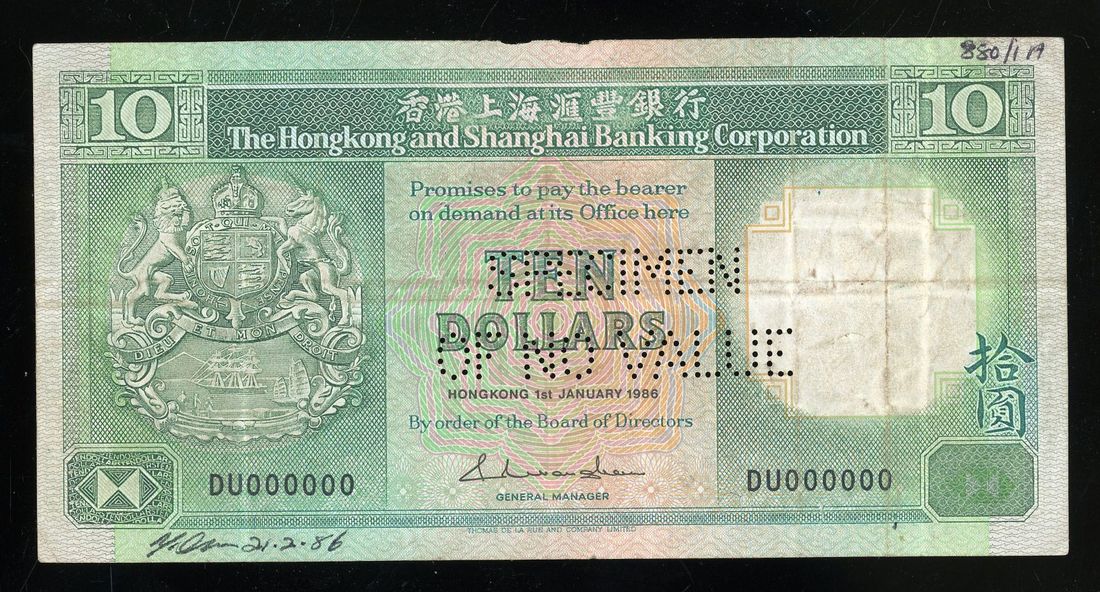 880/1 19
10 香港上海滙豐銀行 10
The Hongkong and Shanghai Banking Corporation
Promises to pay the bearer
on demand at its Office here
TEN
SPECIMEN
DOLLARS
OF NO VALUE
HONGKONG 1st JANUARY 1986
By order of the Board of Directors
拾圓
DIEU ET MON DROIT
DU000000 DU000000
GENERAL MANAGER
THOMAS DE LA RUE AND COMPANY LIMITED
21.2.86